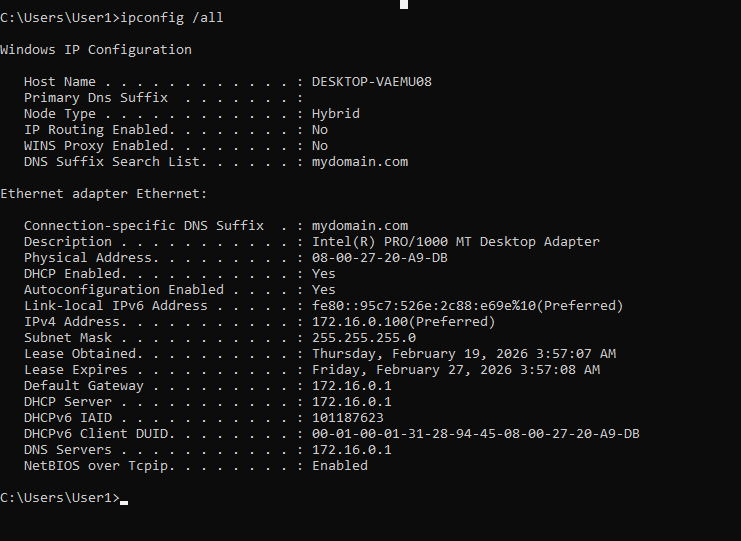 C:\Users\User1>ipconfig /all
Windows IP Configuration
Host Name . . . . . . . . . . . . : DESKTOP-VAEMU08
Primary Dns Suffix  . . . . . . . :
Node Type . . . . . . . . . . . . : Hybrid
IP Routing Enabled. . . . . . . . : No
WINS Proxy Enabled. . . . . . . . : No
DNS Suffix Search List. . . . . . : mydomain.com
Ethernet adapter Ethernet:
Connection-specific DNS Suffix  . : mydomain.com
Description . . . . . . . . . . . : Intel(R) PRO/1000 MT Desktop Adapter
Physical Address. . . . . . . . . : 08-00-27-20-A9-DB
DHCP Enabled. . . . . . . . . . . : Yes
Autoconfiguration Enabled . . . . : Yes
Link-local IPv6 Address . . . . . : fe80::95c7:526e:2c88:e69e%10(Preferred)
IPv4 Address. . . . . . . . . . . : 172.16.0.100(Preferred)
Subnet Mask . . . . . . . . . . . : 255.255.255.0
Lease Obtained. . . . . . . . . . : Thursday, February 19, 2026 3:57:07 AM
Lease Expires . . . . . . . . . . : Friday, February 27, 2026 3:57:08 AM
Default Gateway . . . . . . . . . : 172.16.0.1
DHCP Server . . . . . . . . . . . : 172.16.0.1
DHCPv6 IAID . . . . . . . . . . . : 101187623
DHCPv6 Client DUID. . . . . . . . : 00-01-00-01-31-28-94-45-08-00-27-20-A9-DB
DNS Servers . . . . . . . . . . . : 172.16.0.1
NetBIOS over Tcpip. . . . . . . . : Enabled
C:\Users\User1>